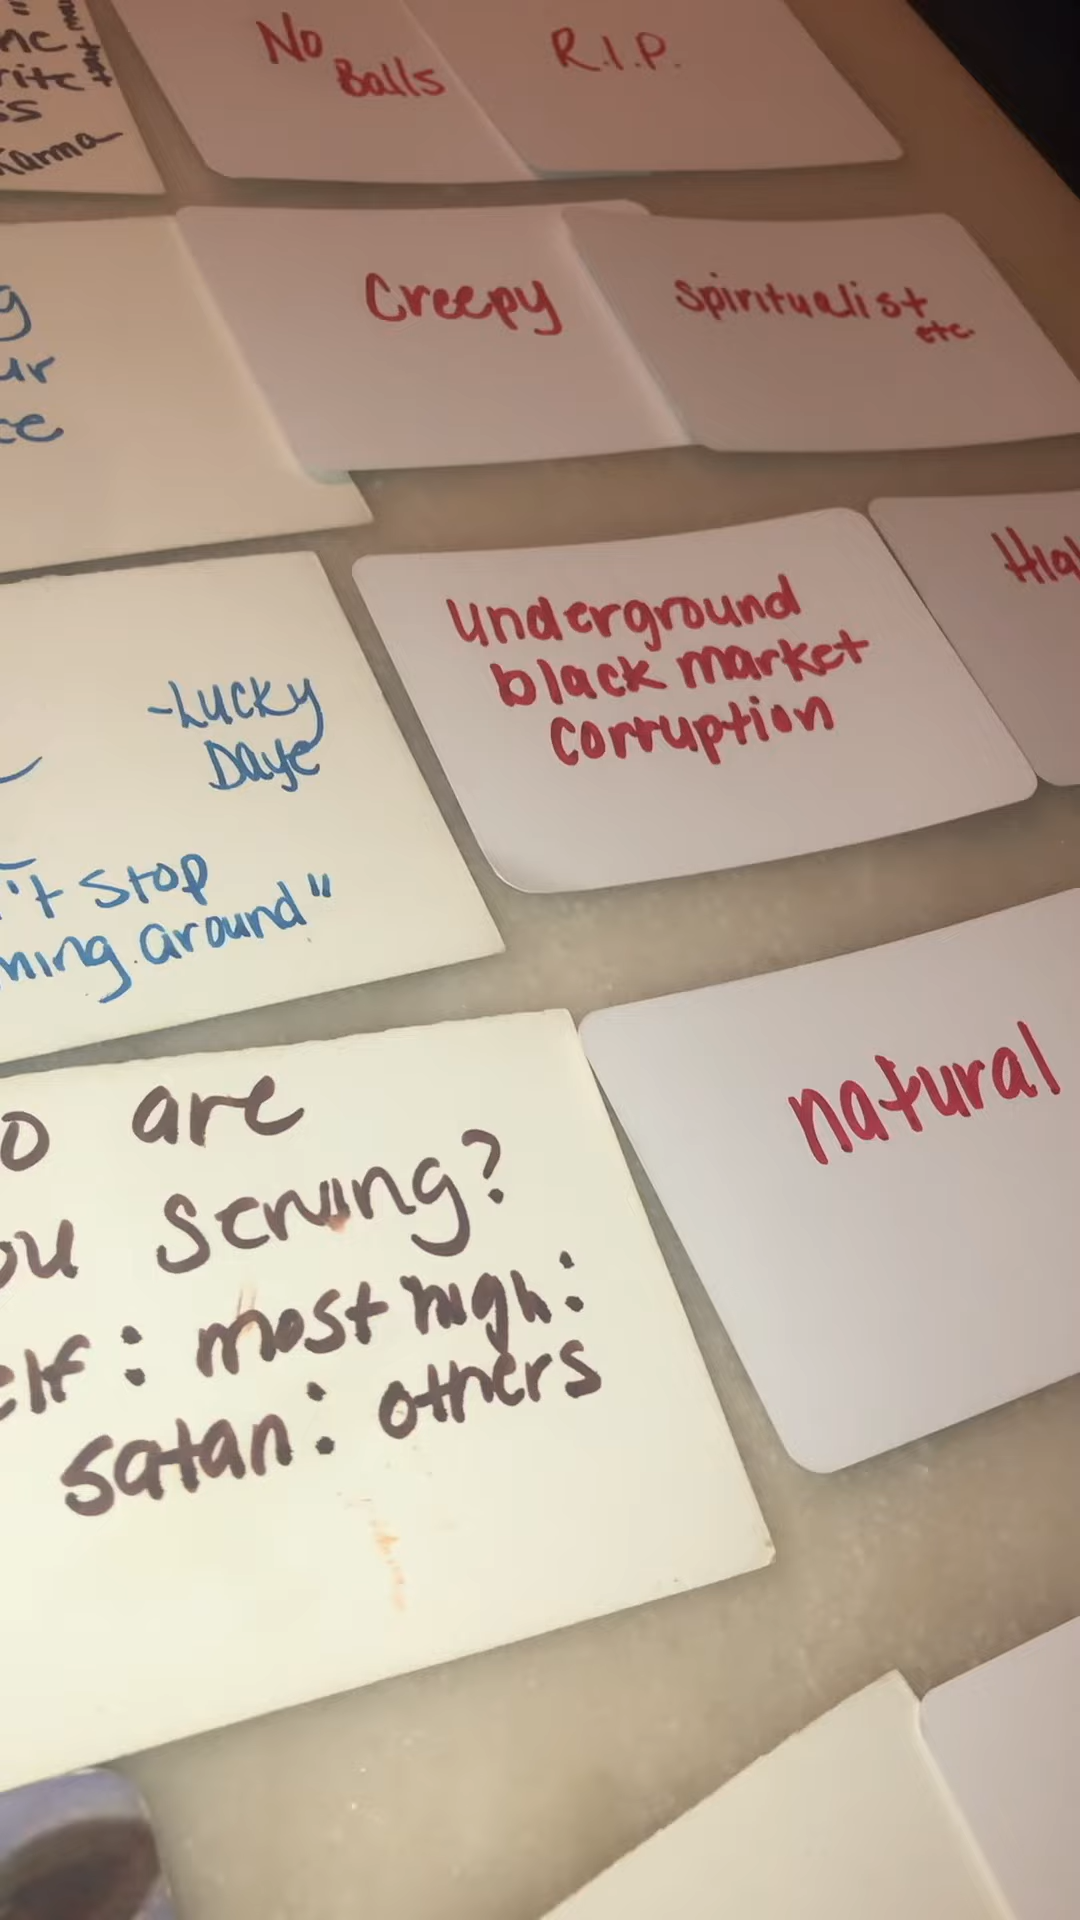 Karma
No
Balls
R.I.P.
Creepy
spiritualist
etc.
-Lucky
Daye
't stop
ning around"
underground
black market
corruption
are
serving?
elf : most high :
satan : others
natural